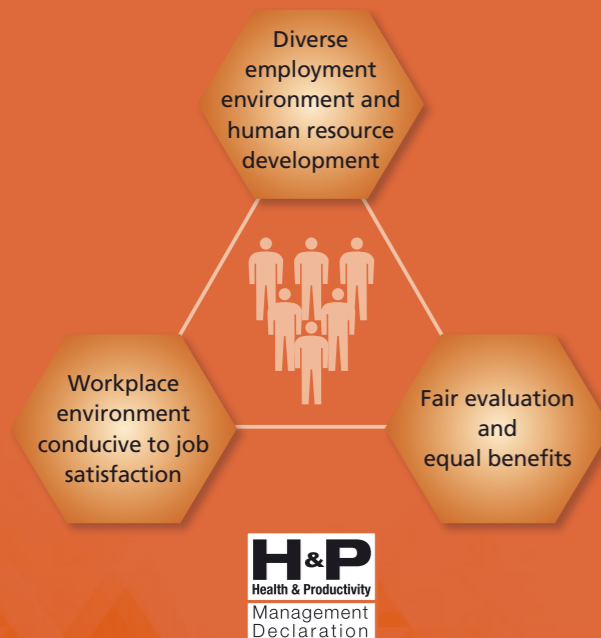 Diverse
employment
environment and
human resource
development
Workplace
environment
conducive to job
satisfaction
Fair evaluation
and
equal benefits
H&P
Health & Productivity
Management
Declaration